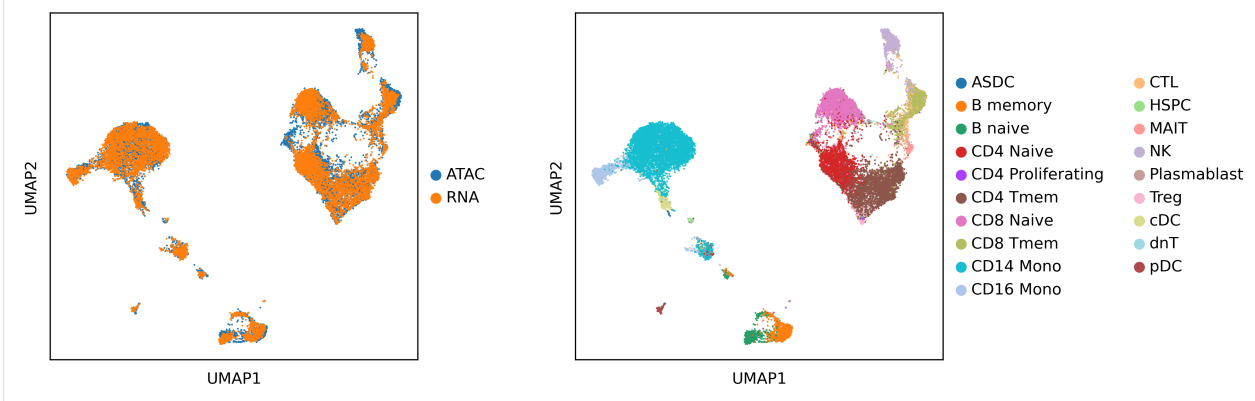 UMAP2
UMAP1
ATAC
RNA
UMAP2
UMAP1
ASDC
B memory
B naive
CD4 Naive
CD4 Proliferating
CD4 Tmem
CD8 Naive
CD8 Tmem
CD14 Mono
CD16 Mono
CTL
HSPC
MAIT
NK
Plasmablast
Treg
cDC
dnT
pDC